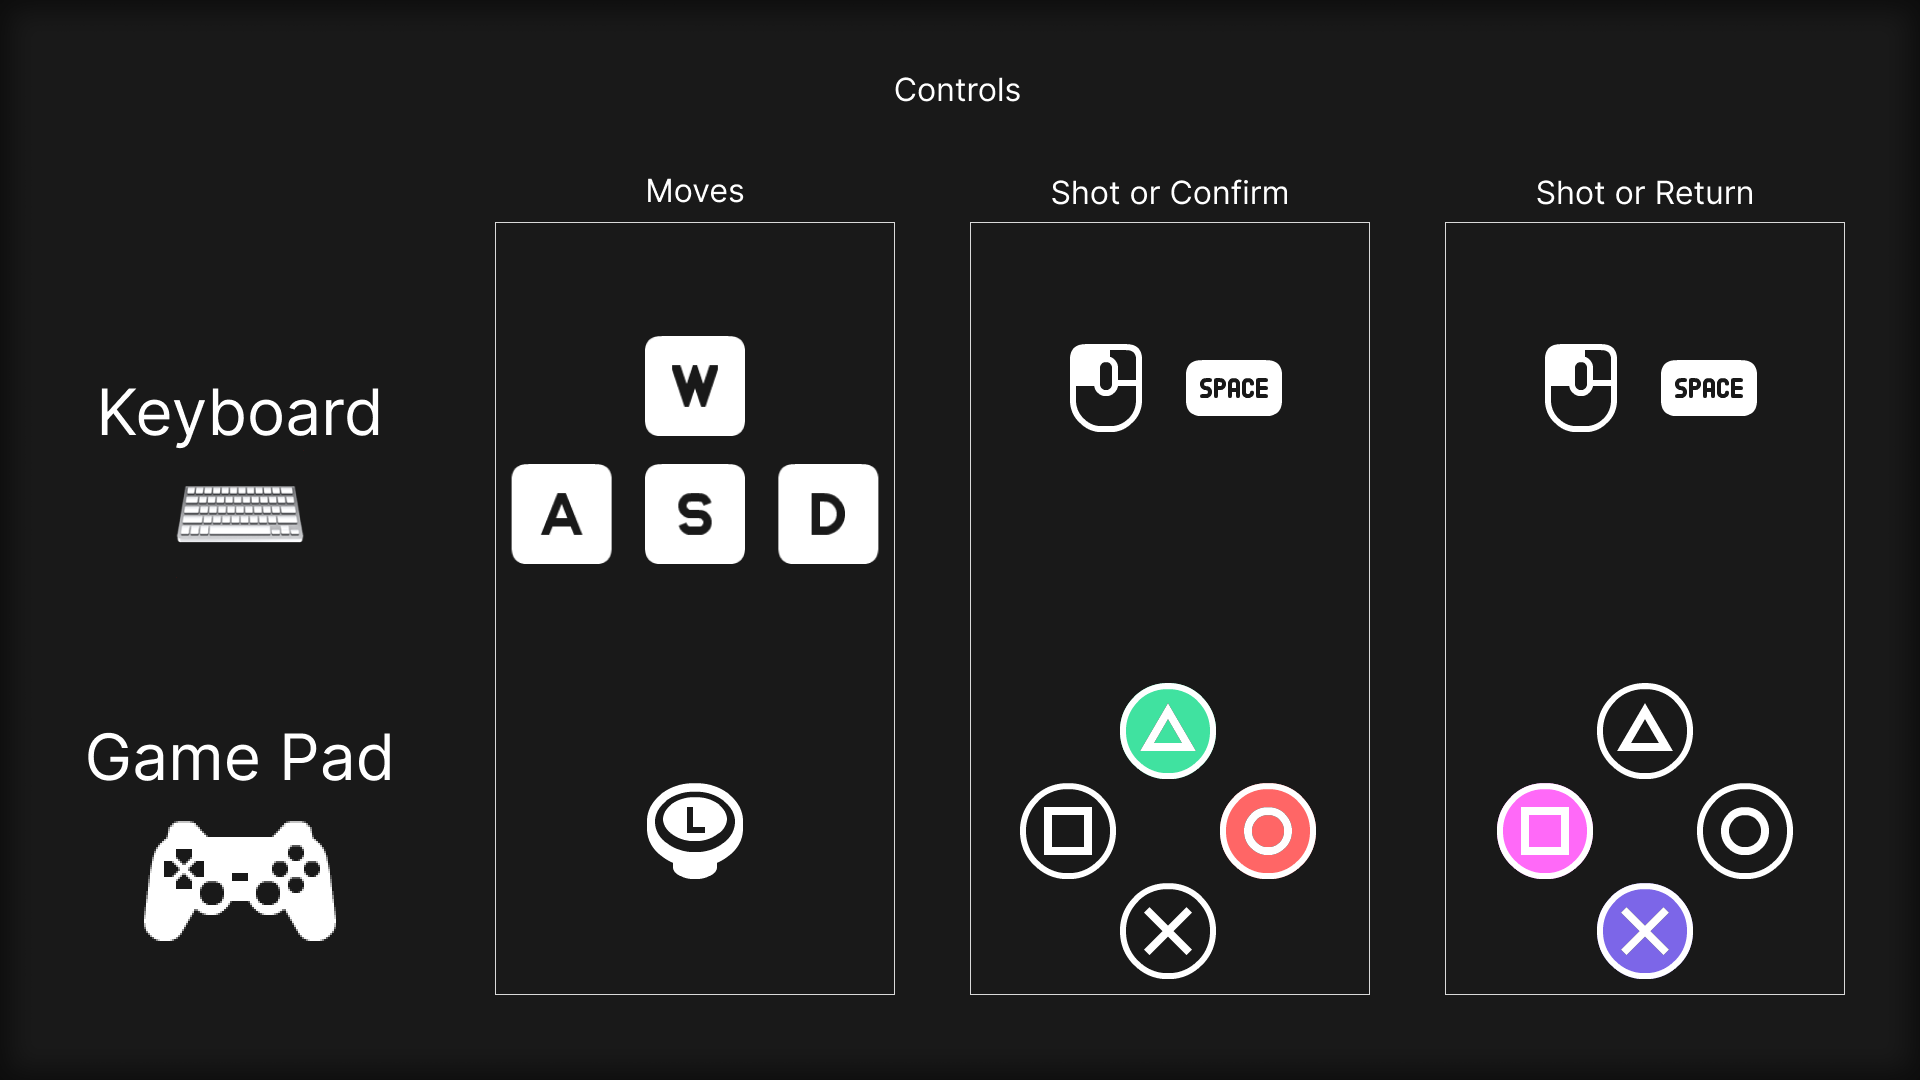 Controls
Moves
Shot or Confirm
Shot or Return
Keyboard
W
A S D
SPACE
SPACE
Game Pad
L